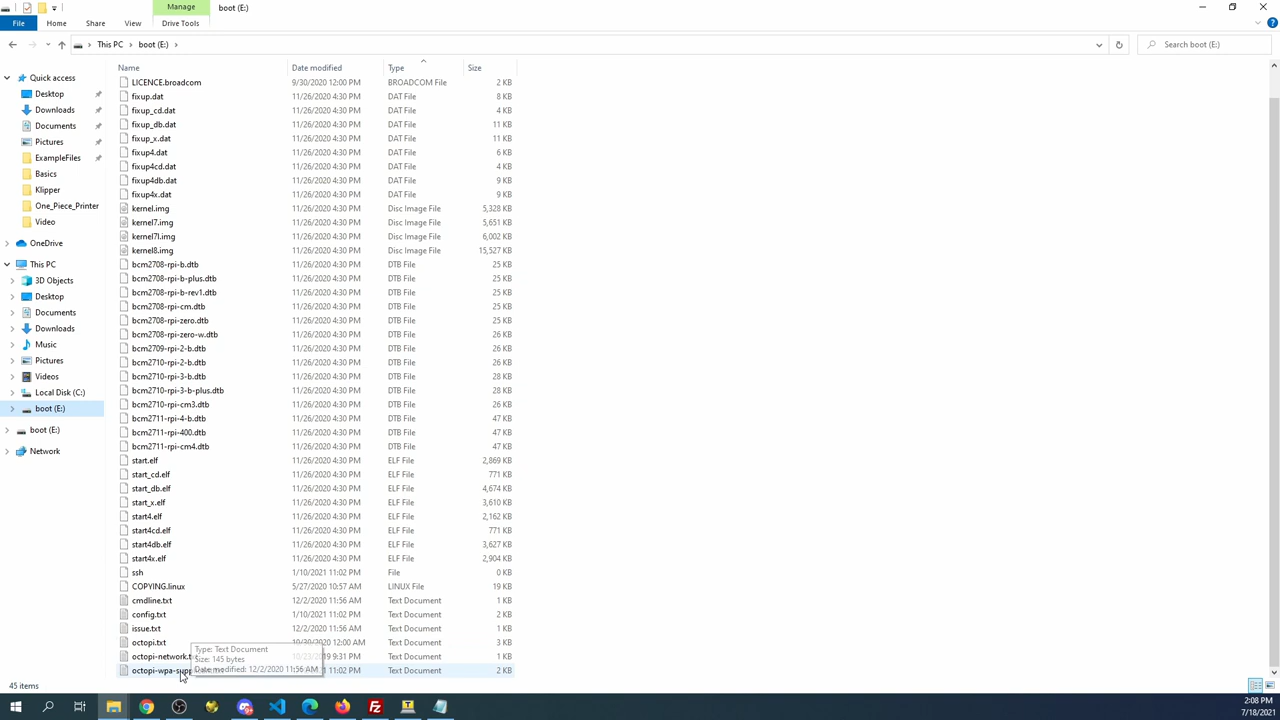 Manage
boot (E:)
File
Home
Share
View
Drive Tools
This PC
boot (E:)
Search boot (E:)
Name
Date modified
Type
Size
Quick access
Desktop
Downloads
Documents
Pictures
ExampleFiles
Basics
Klipper
One_Piece_Printer
Video
OneDrive
This PC
3D Objects
Desktop
Documents
Downloads
Music
Pictures
Videos
Local Disk (C:)
boot (E:)
boot (E:)
Network
LICENCE.broadcom 9/30/2020 12:00 PM BROADCOM File 2 KB
fixup.dat 11/26/2020 4:30 PM DAT File 8 KB
fixup_cd.dat 11/26/2020 4:30 PM DAT File 4 KB
fixup_db.dat 11/26/2020 4:30 PM DAT File 11 KB
fixup_x.dat 11/26/2020 4:30 PM DAT File 11 KB
fixup4.dat 11/26/2020 4:30 PM DAT File 6 KB
fixup4cd.dat 11/26/2020 4:30 PM DAT File 4 KB
fixup4db.dat 11/26/2020 4:30 PM DAT File 9 KB
fixup4x.dat 11/26/2020 4:30 PM DAT File 9 KB
kernel.img 11/26/2020 4:30 PM Disc Image File 5,328 KB
kernel7.img 11/26/2020 4:30 PM Disc Image File 5,651 KB
kernel7l.img 11/26/2020 4:30 PM Disc Image File 6,002 KB
kernel8.img 11/26/2020 4:30 PM Disc Image File 15,527 KB
bcm2708-rpi-b.dtb 11/26/2020 4:30 PM DTB File 25 KB
bcm2708-rpi-b-plus.dtb 11/26/2020 4:30 PM DTB File 25 KB
bcm2708-rpi-b-rev1.dtb 11/26/2020 4:30 PM DTB File 25 KB
bcm2708-rpi-cm.dtb 11/26/2020 4:30 PM DTB File 25 KB
bcm2708-rpi-zero.dtb 11/26/2020 4:30 PM DTB File 25 KB
bcm2708-rpi-zero-w.dtb 11/26/2020 4:30 PM DTB File 26 KB
bcm2709-rpi-2-b.dtb 11/26/2020 4:30 PM DTB File 26 KB
bcm2710-rpi-2-b.dtb 11/26/2020 4:30 PM DTB File 26 KB
bcm2710-rpi-3-b.dtb 11/26/2020 4:30 PM DTB File 28 KB
bcm2710-rpi-3-b-plus.dtb 11/26/2020 4:30 PM DTB File 28 KB
bcm2710-rpi-cm3.dtb 11/26/2020 4:30 PM DTB File 26 KB
bcm2711-rpi-4-b.dtb 11/26/2020 4:30 PM DTB File 47 KB
bcm2711-rpi-400.dtb 11/26/2020 4:30 PM DTB File 47 KB
bcm2711-rpi-cm4.dtb 11/26/2020 4:30 PM DTB File 47 KB
start.elf 11/26/2020 4:30 PM ELF File 2,869 KB
start_cd.elf 11/26/2020 4:30 PM ELF File 771 KB
start_db.elf 11/26/2020 4:30 PM ELF File 4,674 KB
start_x.elf 11/26/2020 4:30 PM ELF File 3,610 KB
start4.elf 11/26/2020 4:30 PM ELF File 2,162 KB
start4cd.elf 11/26/2020 4:30 PM ELF File 771 KB
start4db.elf 11/26/2020 4:30 PM ELF File 3,627 KB
start4x.elf 11/26/2020 4:30 PM ELF File 2,904 KB
ssh 1/10/2021 11:02 PM File 0 KB
COPYING.linux 5/27/2020 10:57 AM LINUX File 19 KB
cmdline.txt 12/2/2020 11:56 AM Text Document 1 KB
config.txt 1/10/2021 11:02 PM Text Document 2 KB
issue.txt 12/2/2020 11:56 AM Text Document 1 KB
octopi.txt 10/30/2020 12:00 AM Text Document 3 KB
octopi-network.t 10/23/2019 9:31 PM Text Document 1 KB
octopi-wpa-supp 11:02 PM Text Document 2 KB
Type: Text Document
Size: 145 bytes
Date modified: 12/2/2020 11:56 AM
45 items
2:08 PM
7/18/2021